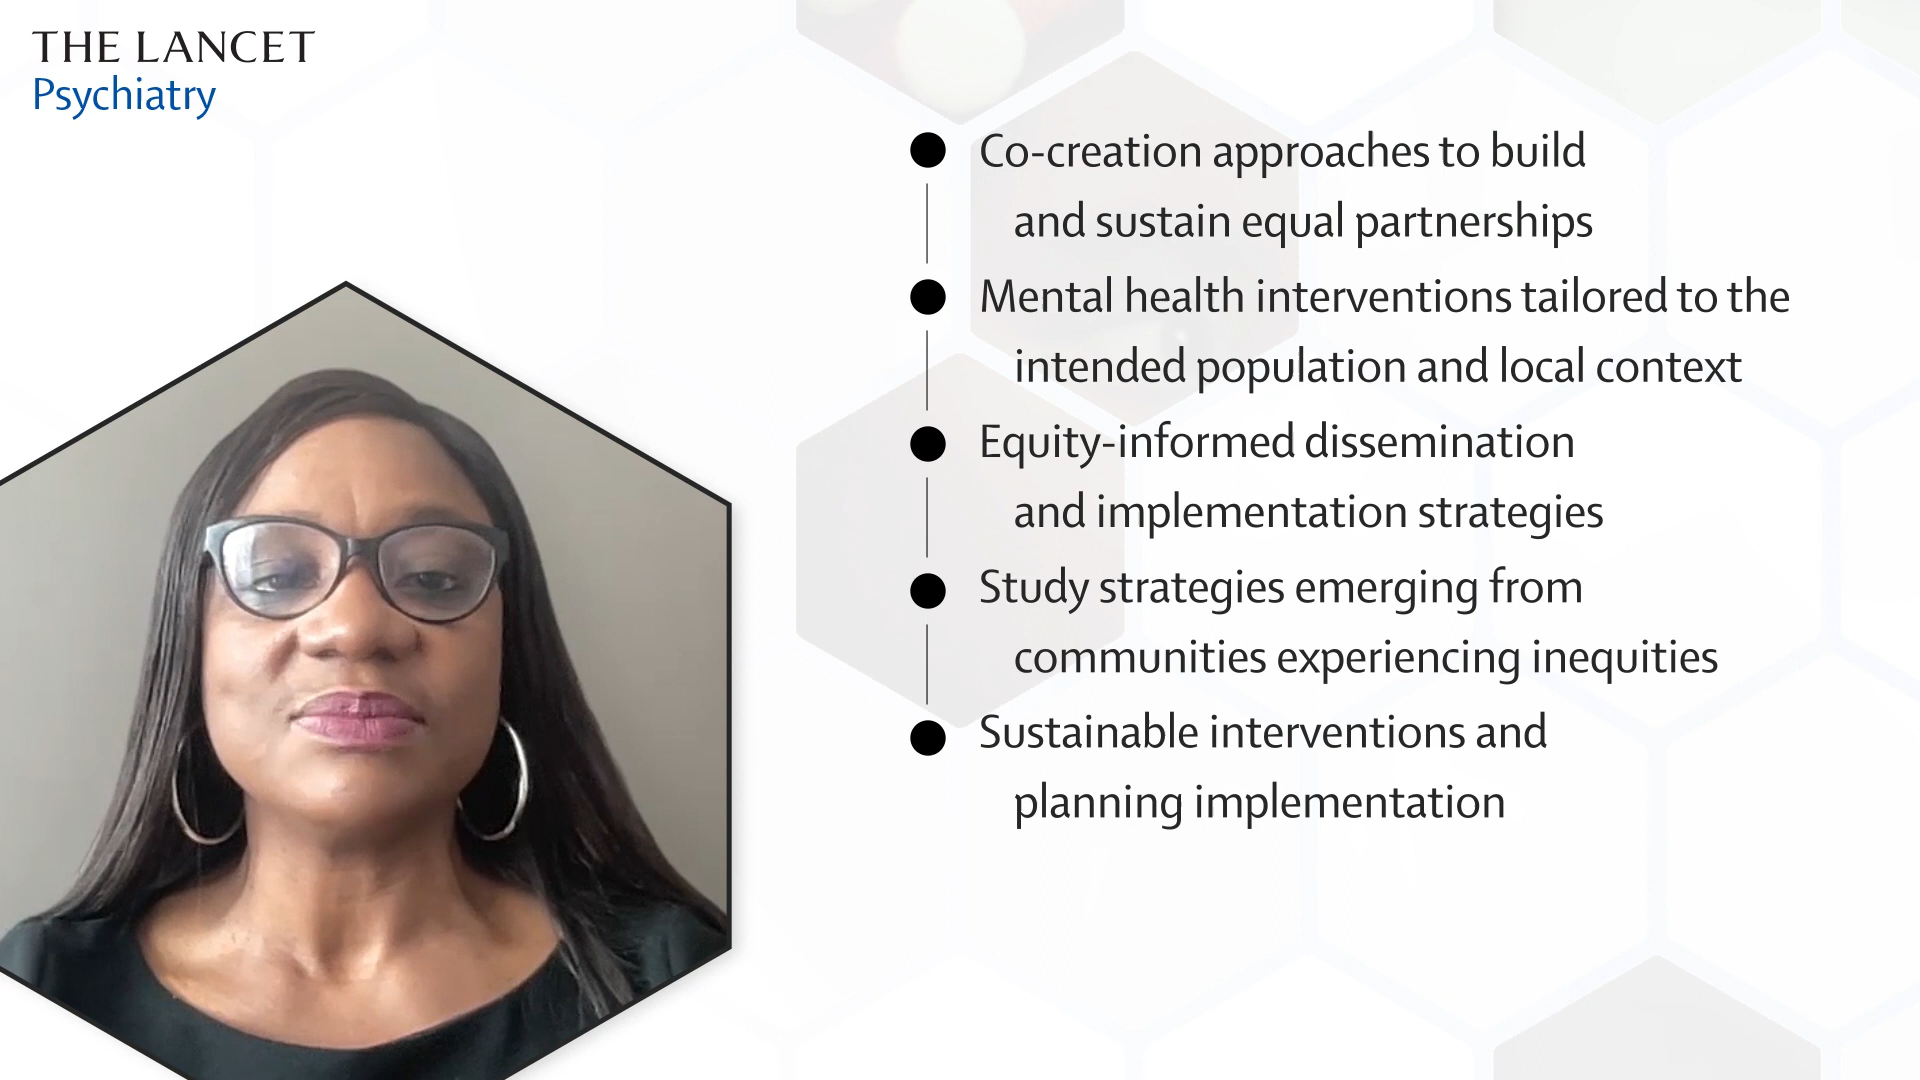 THE LANCET
Psychiatry
Co-creation approaches to build
and sustain equal partnerships
Mental health interventions tailored to the
intended population and local context
Equity-informed dissemination
and implementation strategies
Study strategies emerging from
communities experiencing inequities
Sustainable interventions and
planning implementation